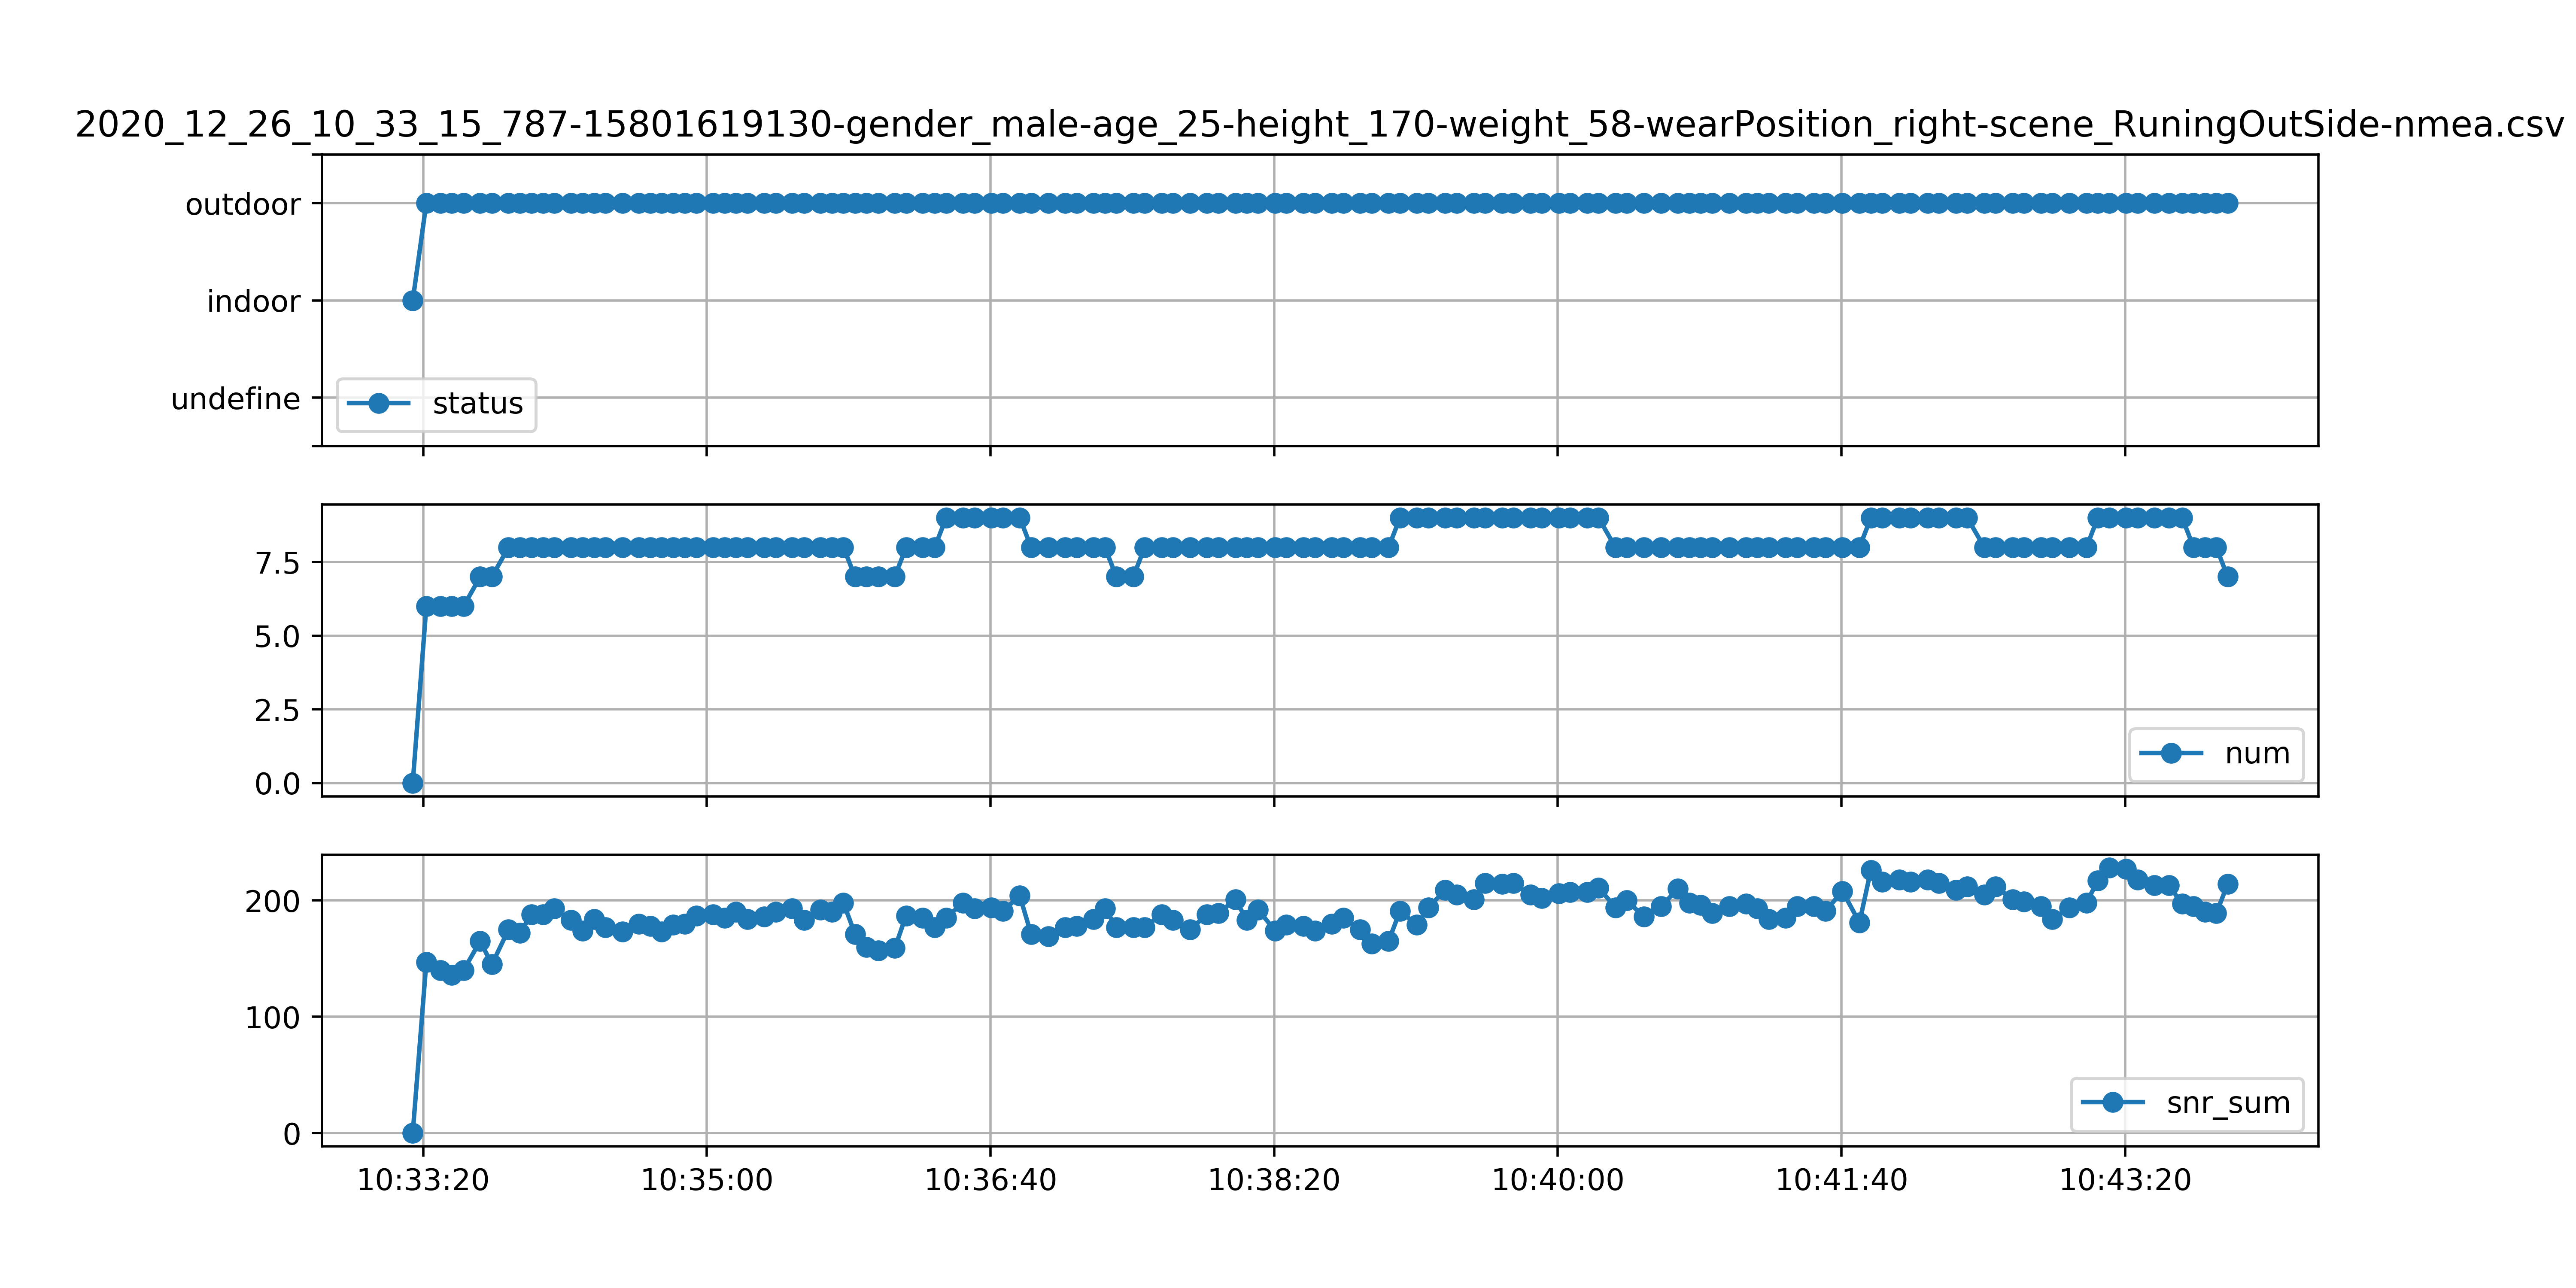 2020_12_26_10_33_15_787-15801619130-gender_male-age_25-height_170-weight_58-wearPosition_right-scene_RuningOutSide-nmea.csv
outdoor
indoor
undefine
status
7.5
5.0
2.5
0.0
num
200
100
0
snr_sum
10:33:20 10:35:00 10:36:40 10:38:20 10:40:00 10:41:40 10:43:20